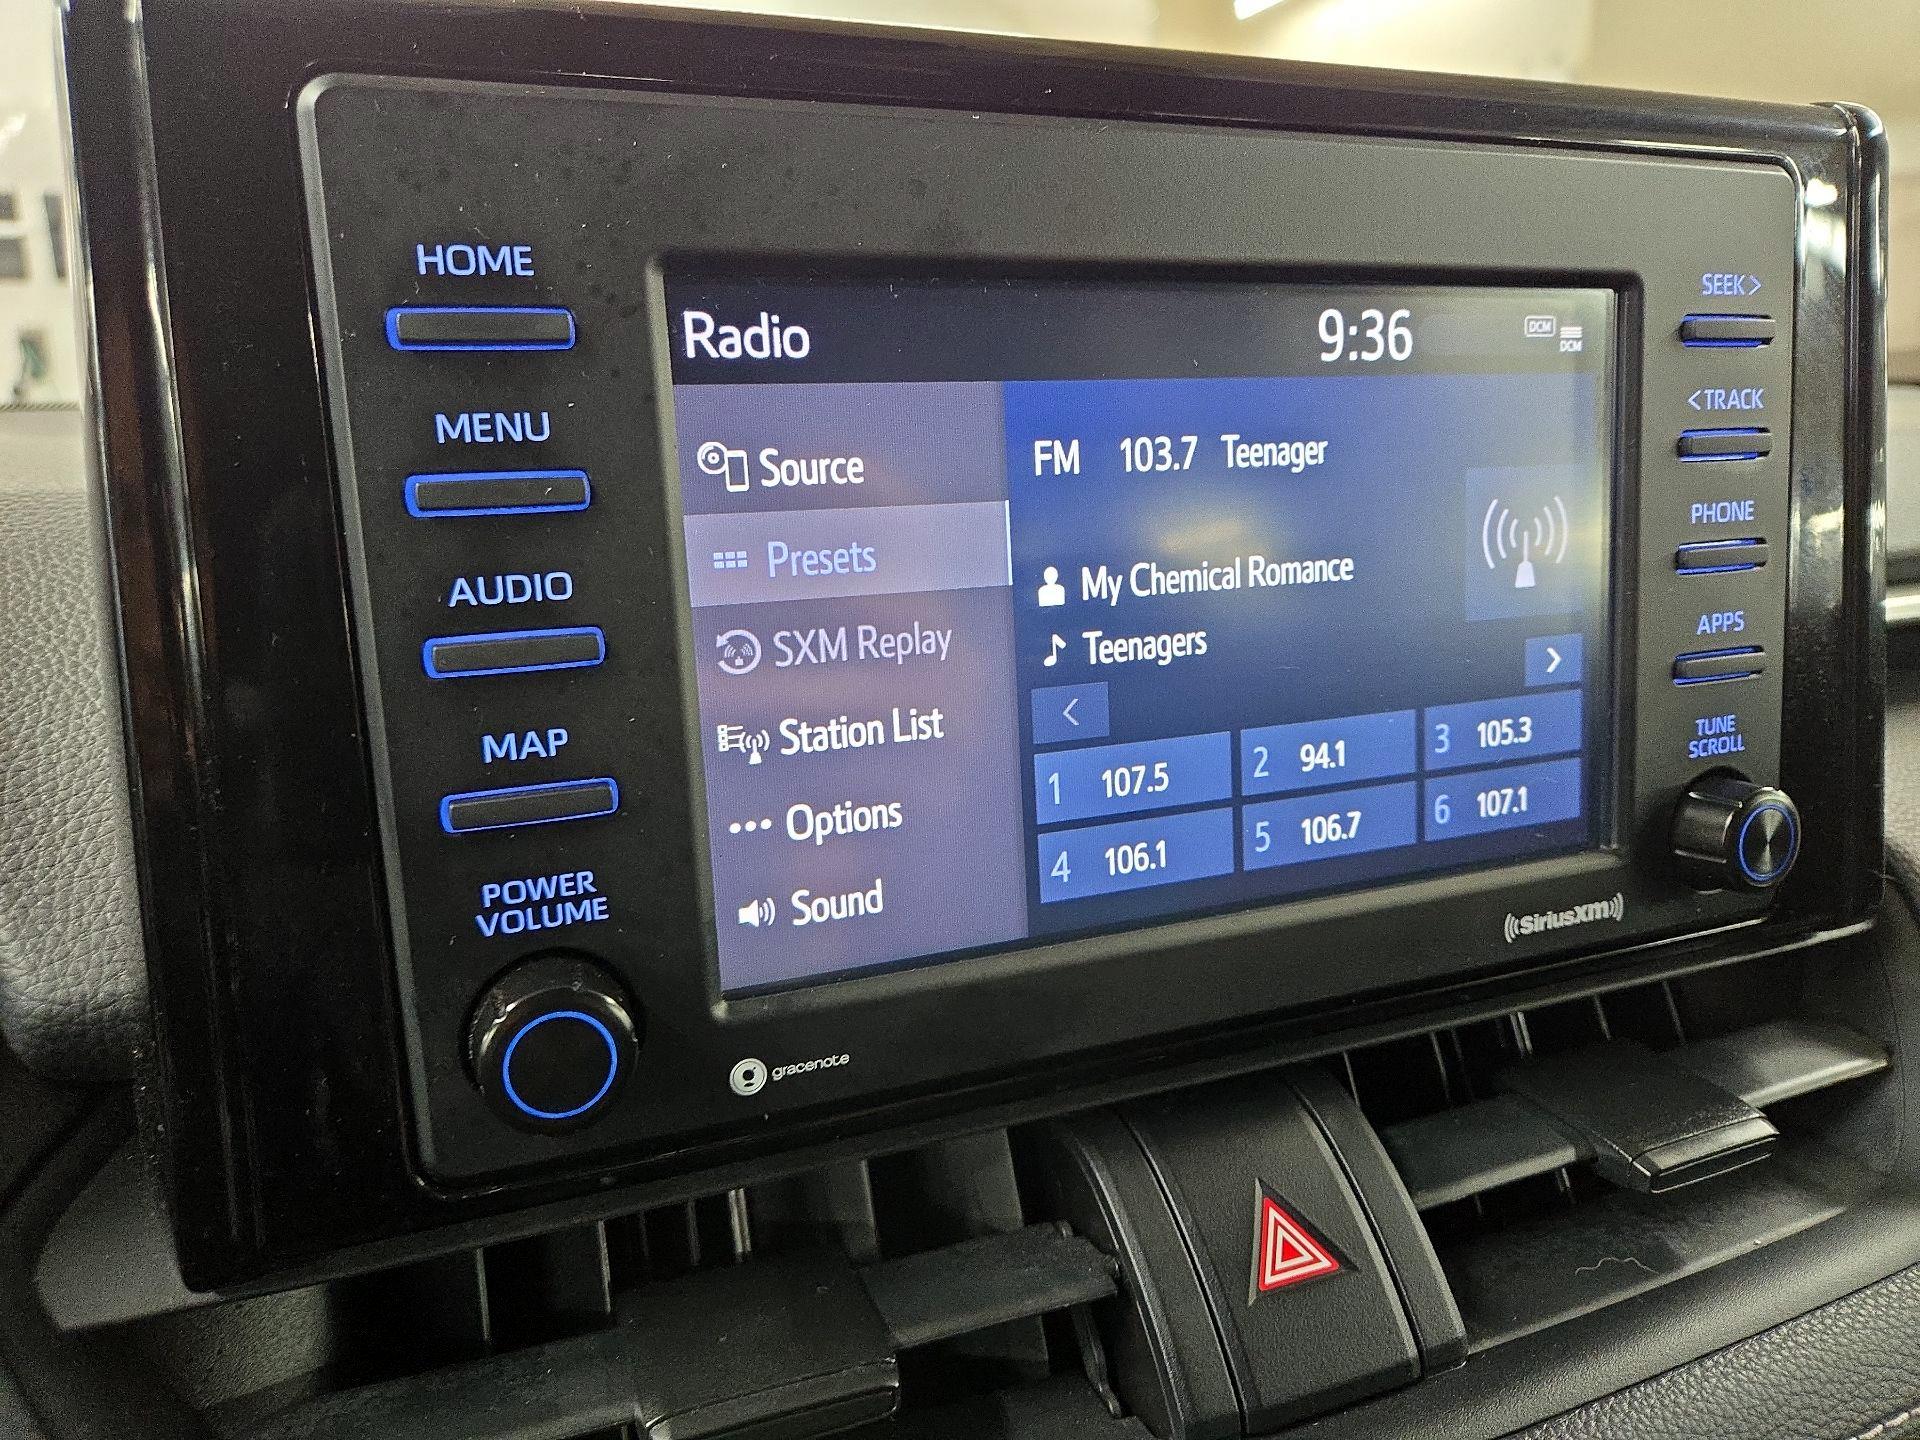 HOME
MENU
AUDIO
MAP
POWER
VOLUME
Radio
9:36
DCM
DCM
Source
Presets
SXM Replay
Station List
Options
Sound
FM 103.7 Teenager
My Chemical Romance
Teenagers
<
>
1 107.5
2 94.1
3 105.3
4 106.1
5 106.7
6 107.1
SEEK >
< TRACK
PHONE
APPS
TUNE
SCROLL
gracenote
((SiriusXM))